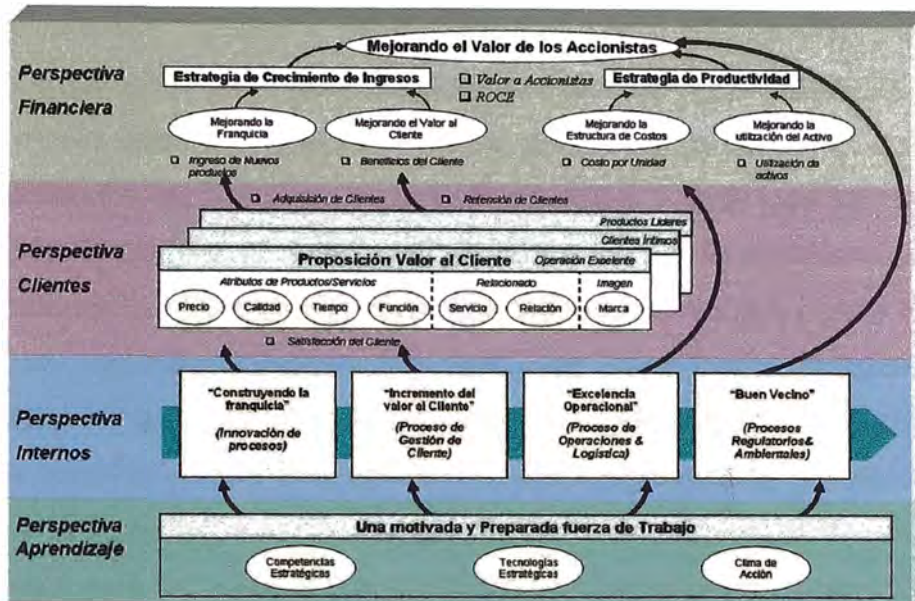 Mejorando el Valor de los Accionistas
Perspectiva
Financiera
Estrategia de Crecimiento de Ingresos
Valor a Accionistas
ROCE
Estrategia de Productividad
Mejorando la
Franquicia
Mejorando el Valor al
Cliente
Mejorando la
Estructura de Costos
Mejorando la
utilización del Activo
Ingreso de Nuevos
productos
Beneficios del Cliente
Costo por Unidad
Utilización de
activos
Adquisición de Clientes
Retención de Clientes
Perspectiva
Clientes
Productos Lideres
Clientes Íntimos
Proposición Valor al Cliente
Operación Excelente
Atributos de Productos/Servicios
Relacionado
Imagen
Precio
Calidad
Tiempo
Función
Servicio
Relación
Marca
Satisfacción del Cliente
Perspectiva
Internos
"Construyendo la
franquicia"
(Innovación de
procesos)
"Incremento del
valor al Cliente"
(Proceso de
Gestión de
Cliente)
"Excelencia
Operacional"
(Proceso de
Operaciones &
Logística)
"Buen Vecino"
(Procesos
Regulatorios&
Ambientales)
Perspectiva
Aprendizaje
Una motivada y Preparada fuerza de Trabajo
Competencias
Estratégicas
Tecnologías
Estratégicas
Clima de
Acción